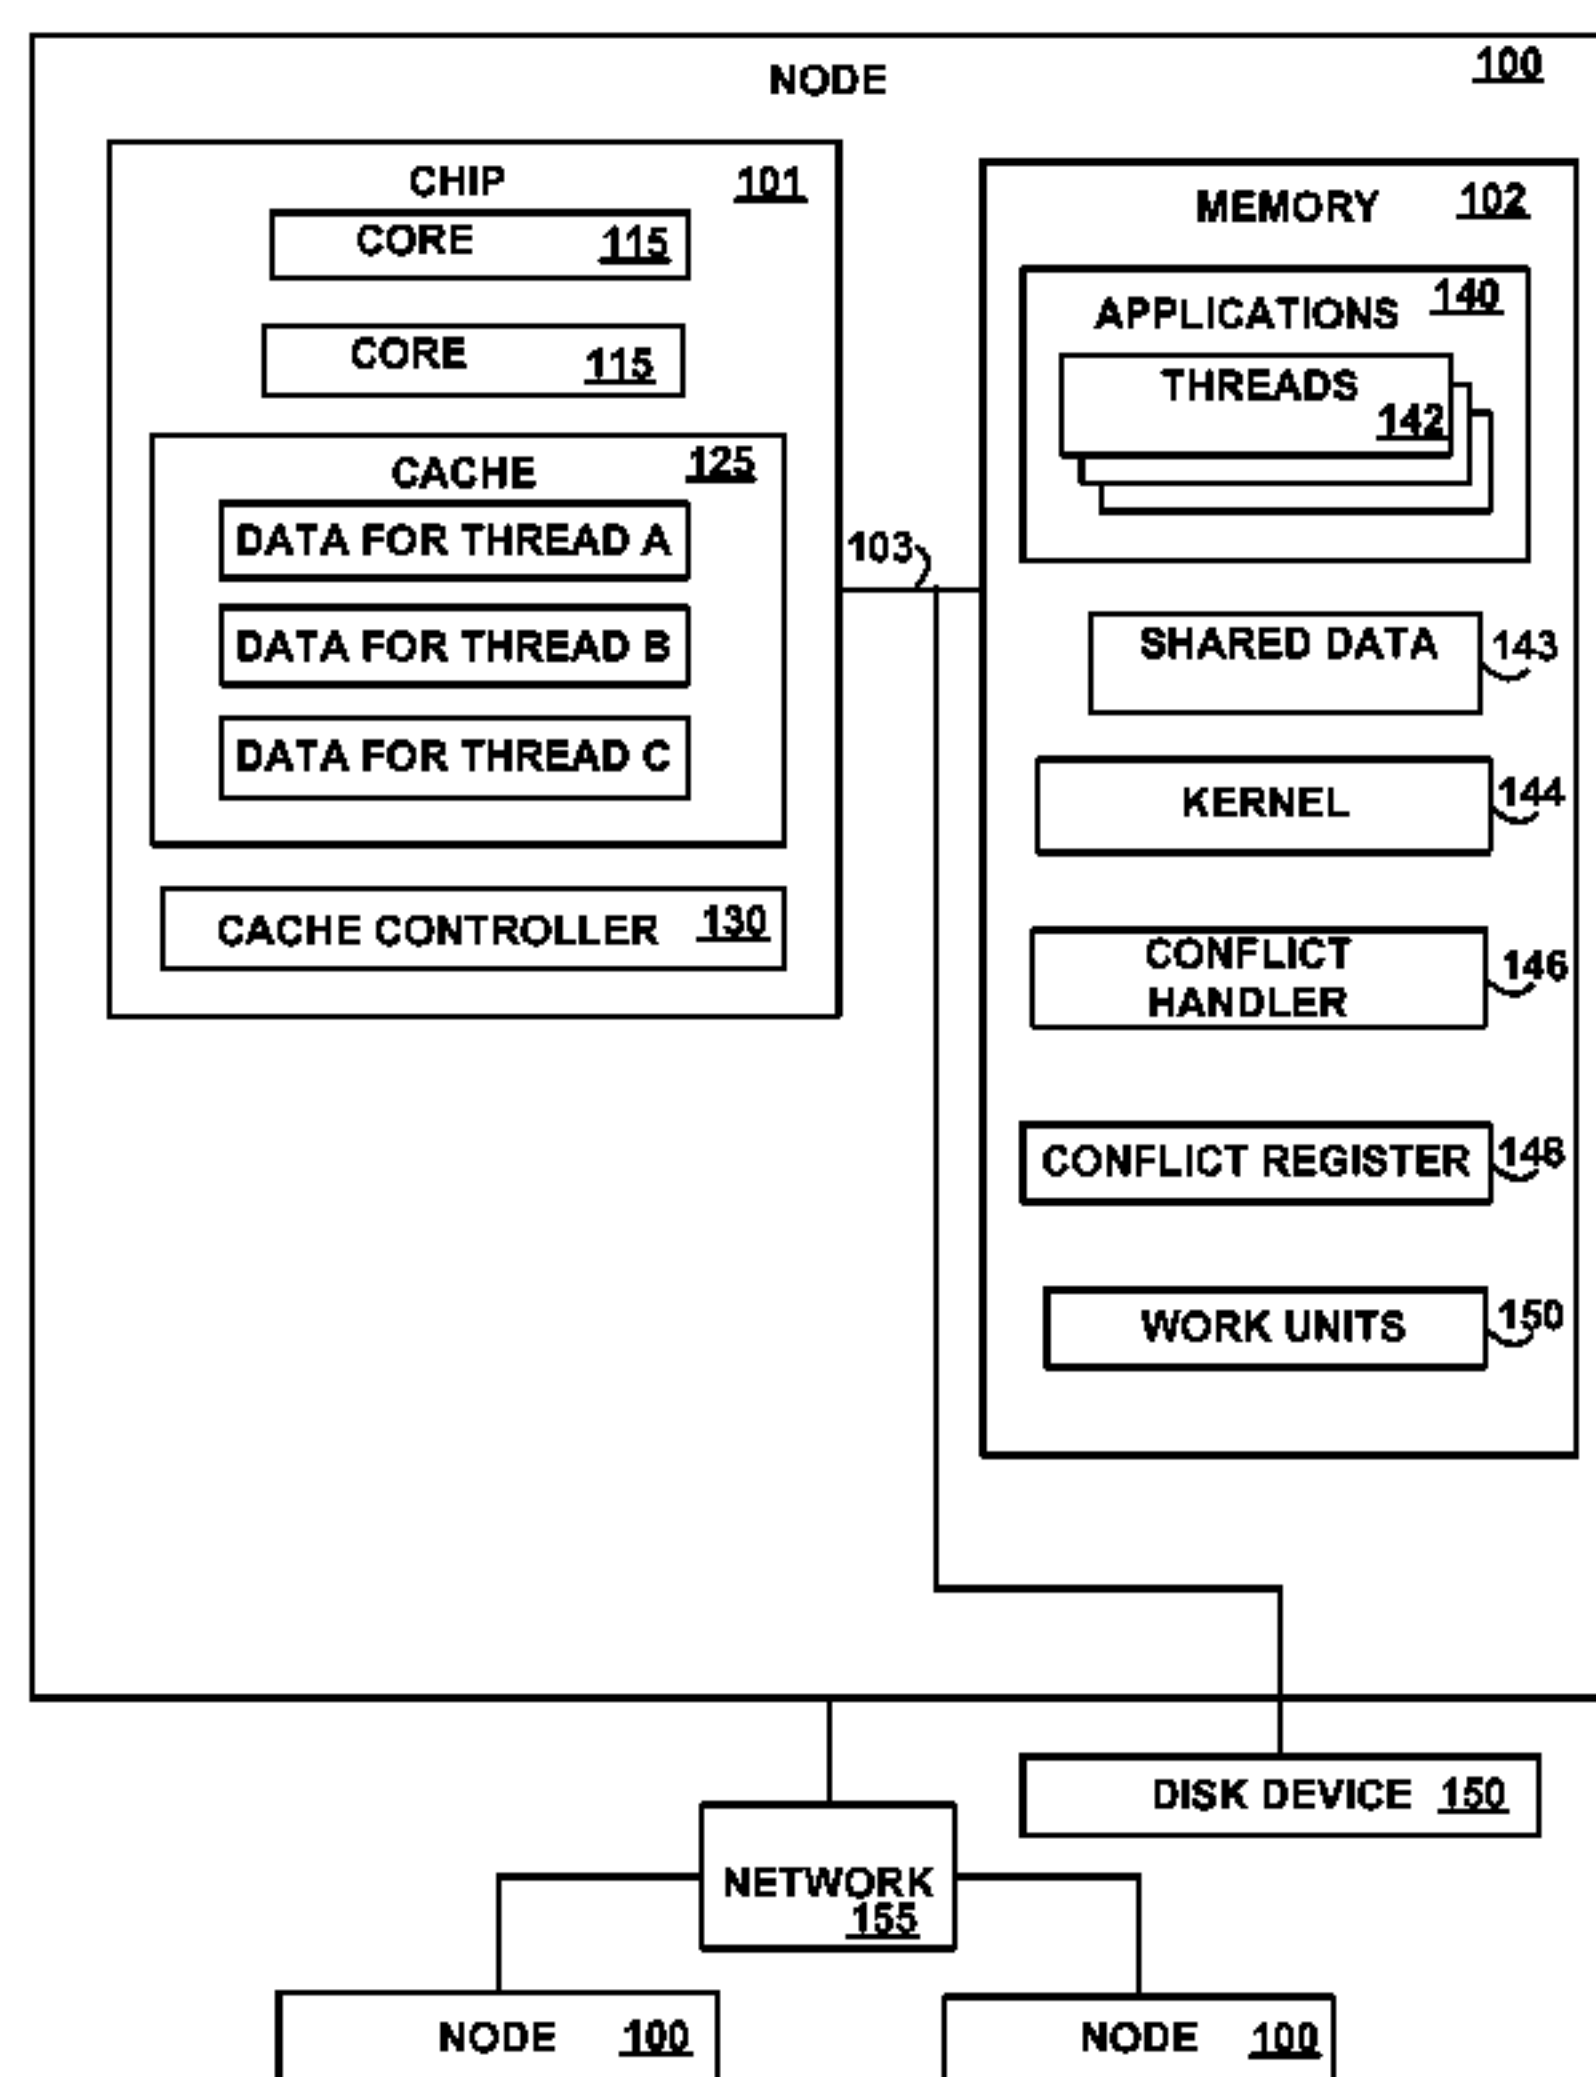 NODE 100
CHIP 101
CORE 115
CORE 115
CACHE 125
DATA FOR THREAD A
DATA FOR THREAD B
DATA FOR THREAD C
CACHE CONTROLLER 130
103
MEMORY 102
APPLICATIONS 140
THREADS
142
SHARED DATA 143
KERNEL 144
CONFLICT
HANDLER
146
CONFLICT REGISTER 148
WORK UNITS 150
DISK DEVICE 150
NETWORK
155
NODE 100
NODE 100